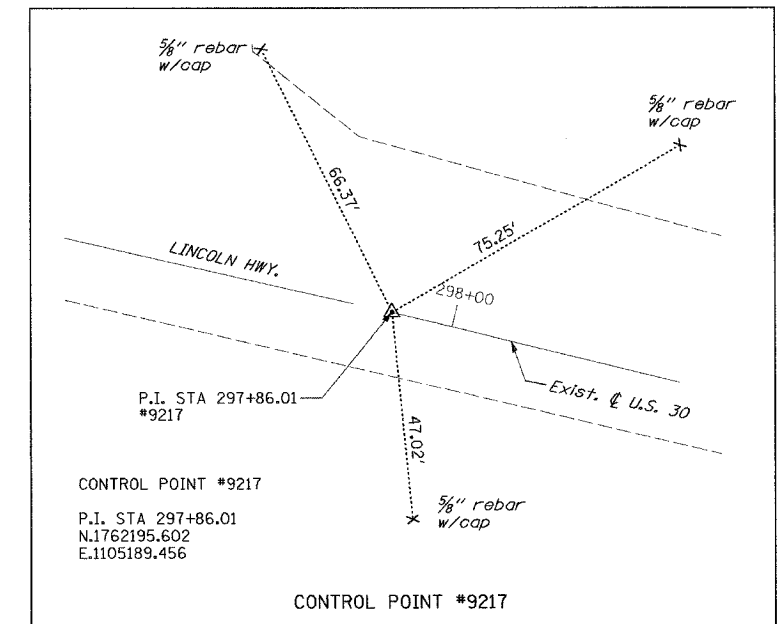 5/8" rebar
w/cap
5/8" rebar
w/cap
66.37'
75.25'
LINCOLN HWY.
298+00
Exist. ℄ U.S. 30
P.I. STA 297+86.01
#9217
47.02'
CONTROL POINT #9217
5/8" rebar
w/cap
P.I. STA 297+86.01
N.1762195.602
E.1105189.456
CONTROL POINT #9217